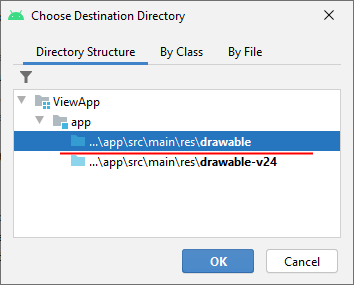 Choose Destination Directory
Directory Structure By Class By File
ViewApp
app
...\app\src\main\res\drawable
...\app\src\main\res\drawable-v24
OK Cancel